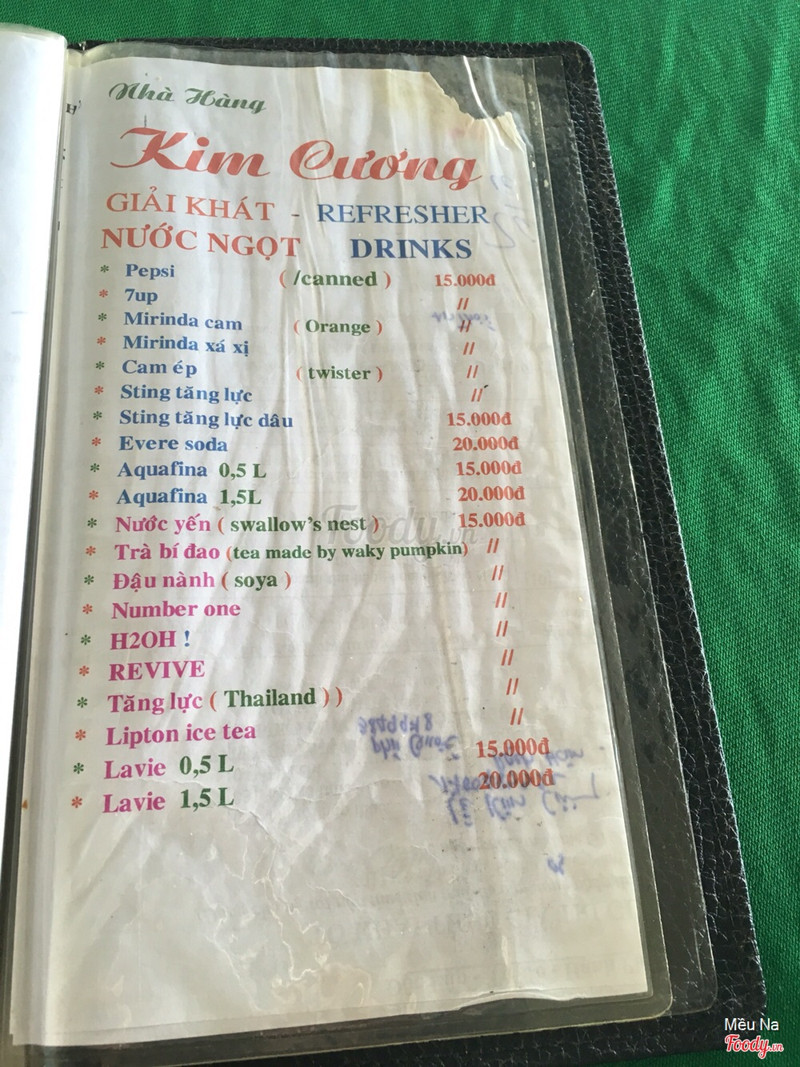 Nhà Hàng
Kim Cương
GIẢI KHÁT - REFRESHER
NƯỚC NGỌT DRINKS
* Pepsi ( /canned ) 15.000đ
* 7up //
* Mirinda cam ( Orange ) //
* Mirinda xá xị //
* Cam ép ( twister ) //
* Sting tăng lực //
* Sting tăng lực dâu 15.000đ
* Evere soda 20.000đ
* Aquafina 0,5 L 15.000đ
* Aquafina 1,5L 20.000đ
* Nước yến ( swallow's nest ) 15.000đ
* Trà bí đao (tea made by waky pumpkin) //
* Đậu nành ( soya ) //
* Number one //
* H2OH ! //
* REVIVE //
* Tăng lực ( Thailand ) ) //
* Lipton ice tea //
* Lavie 0,5 L 15.000đ
* Lavie 1,5 L 20.000đ
Foody.vn
Mều Na
Foody.vn